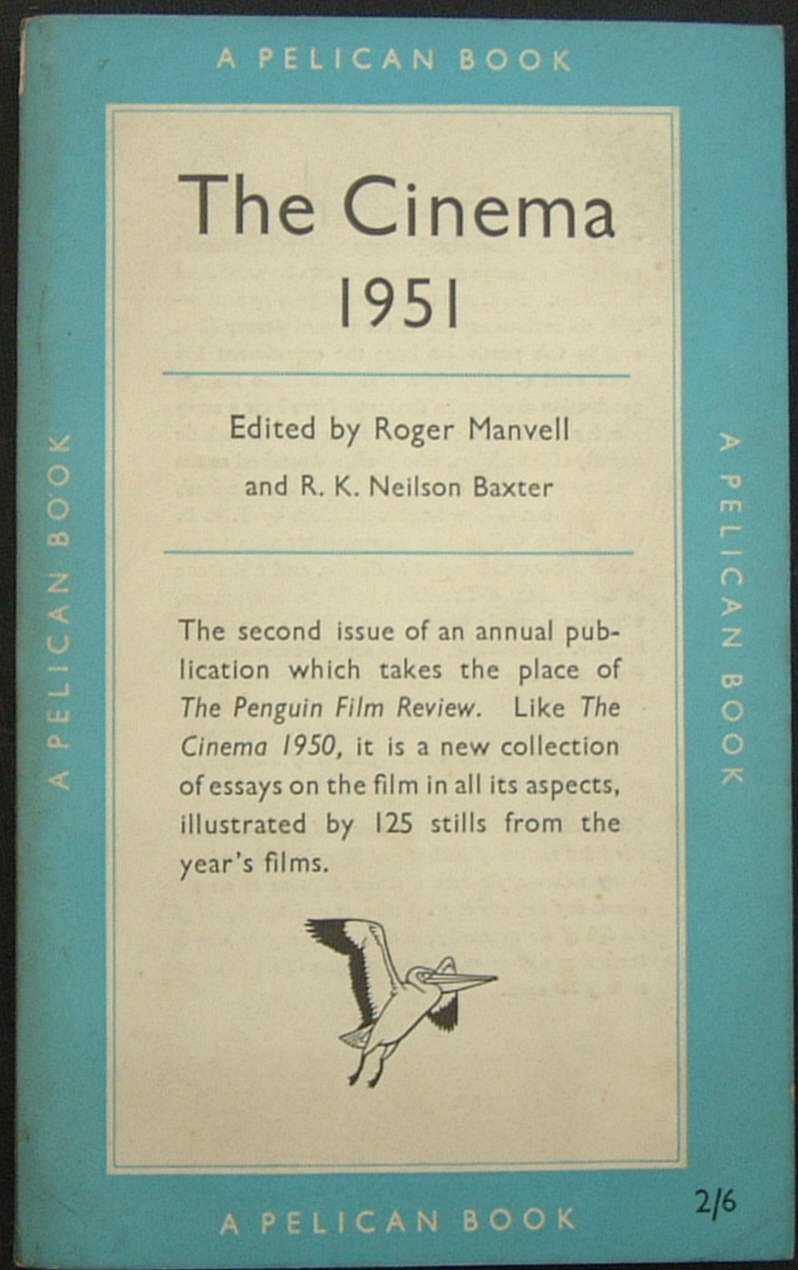 A PELICAN BOOK
The Cinema
1951
Edited by Roger Manvell
and R. K. Neilson Baxter
The second issue of an annual pub-
lication which takes the place of
The Penguin Film Review. Like The
Cinema 1950, it is a new collection
of essays on the film in all its aspects,
illustrated by 125 stills from the
year's films.
A PELICAN BOOK
A PELICAN BOOK
2/6
A PELICAN BOOK